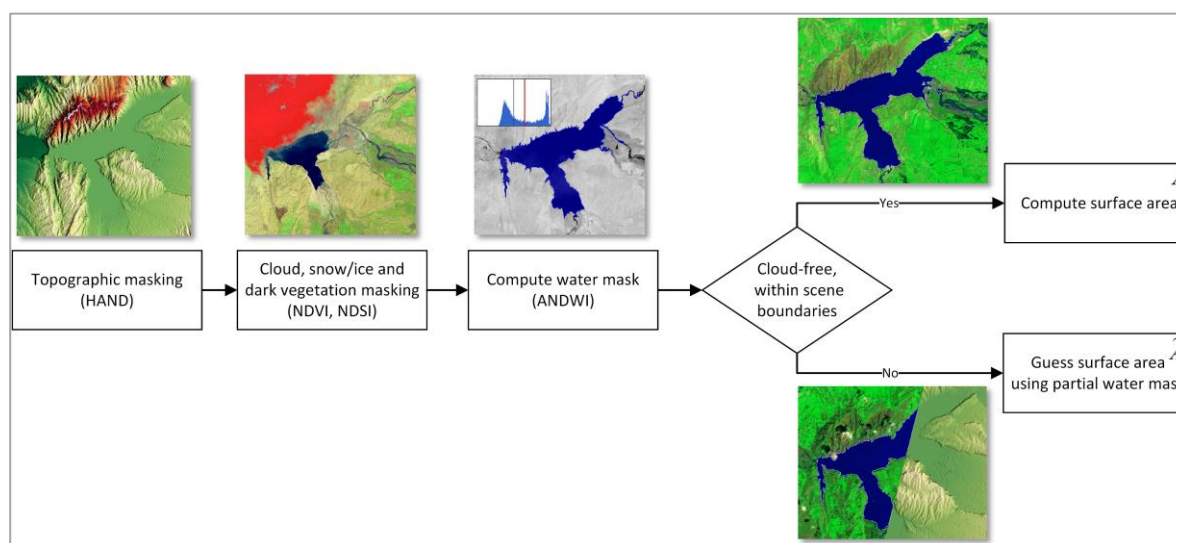 Topographic masking
(HAND)
Cloud, snow/ice and
dark vegetation masking
(NDVI, NDSI)
Compute water mask
(ANDWI)
Cloud-free,
within scene
boundaries
Yes
Compute surface area
No
Guess surface area
using partial water mas